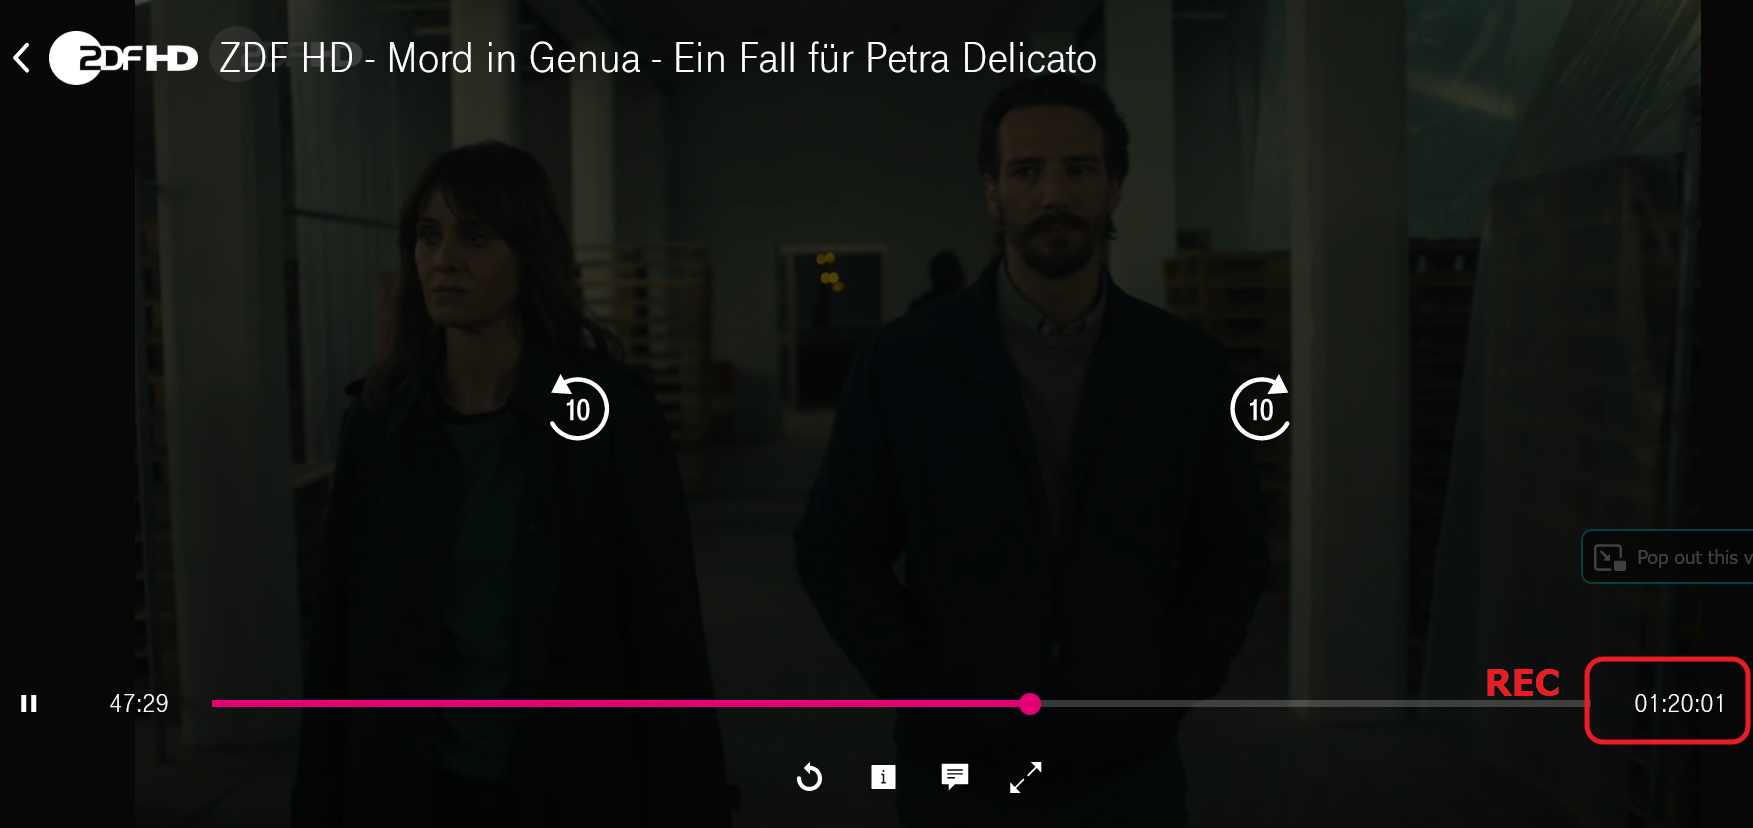 ZDF HD ZDF HD - Mord in Genua - Ein Fall für Petra Delicato
10 10
Pop out this v
REC
47:29 01:20:01
i